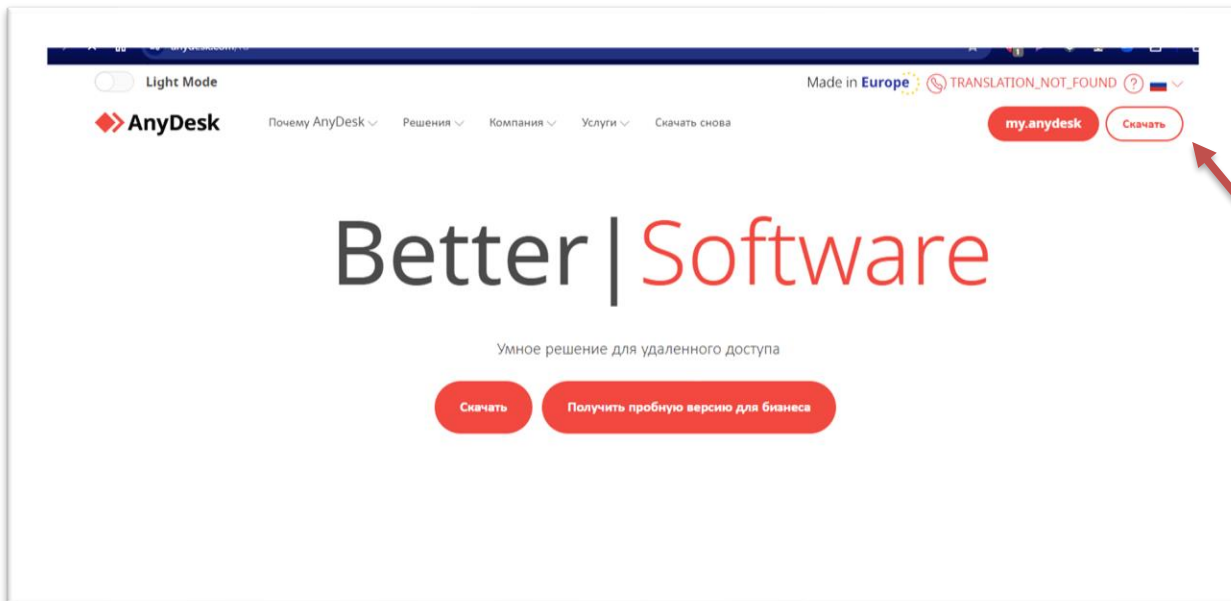 Light Mode
Made in Europe TRANSLATION_NOT_FOUND ?
AnyDesk Почему AnyDesk Решения Компания Услуги Скачать снова my.anydesk Скачать
Better|Software
Умное решение для удаленного доступа
Скачать Получить пробную версию для бизнеса